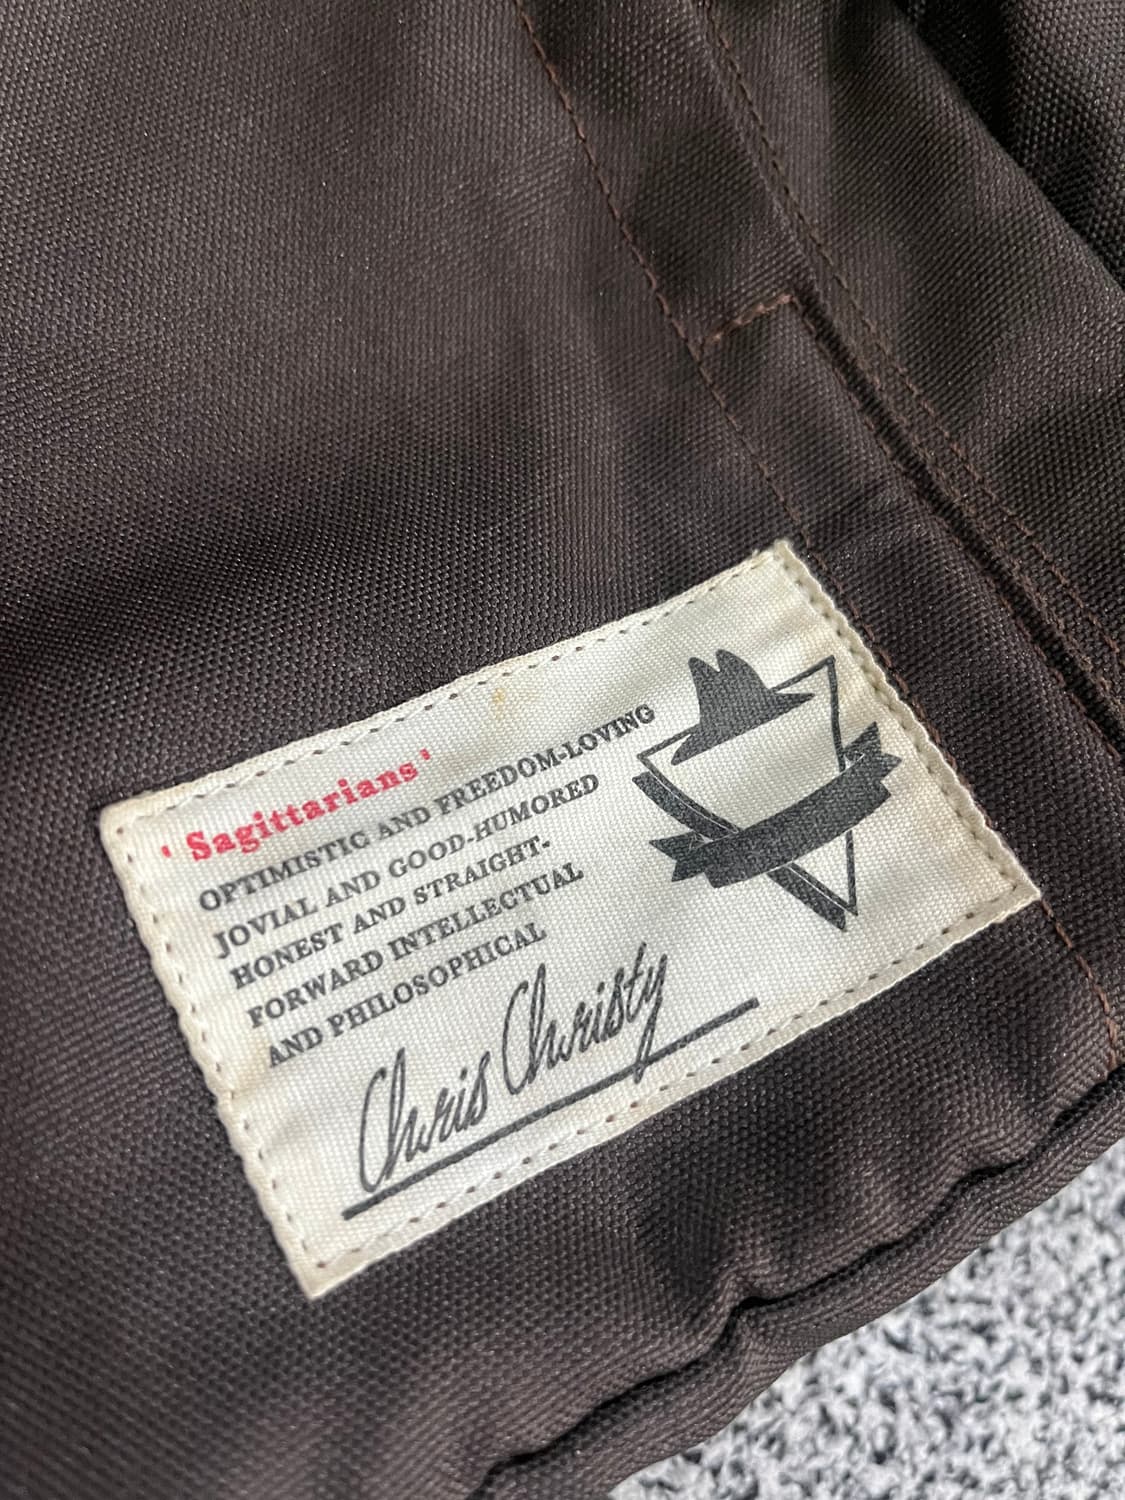 'Sagittarians'
OPTIMISTIC AND FREEDOM-LOVING
JOVIAL AND GOOD-HUMORED
HONEST AND STRAIGHT-
FORWARD INTELLECTUAL
AND PHILOSOPHICAL
Chris Christy